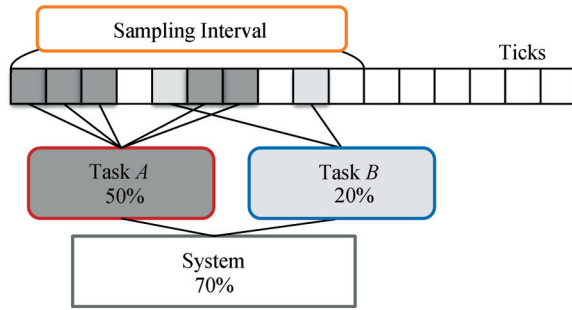 Sampling Interval
Ticks
Task A
50%
Task B
20%
System
70%